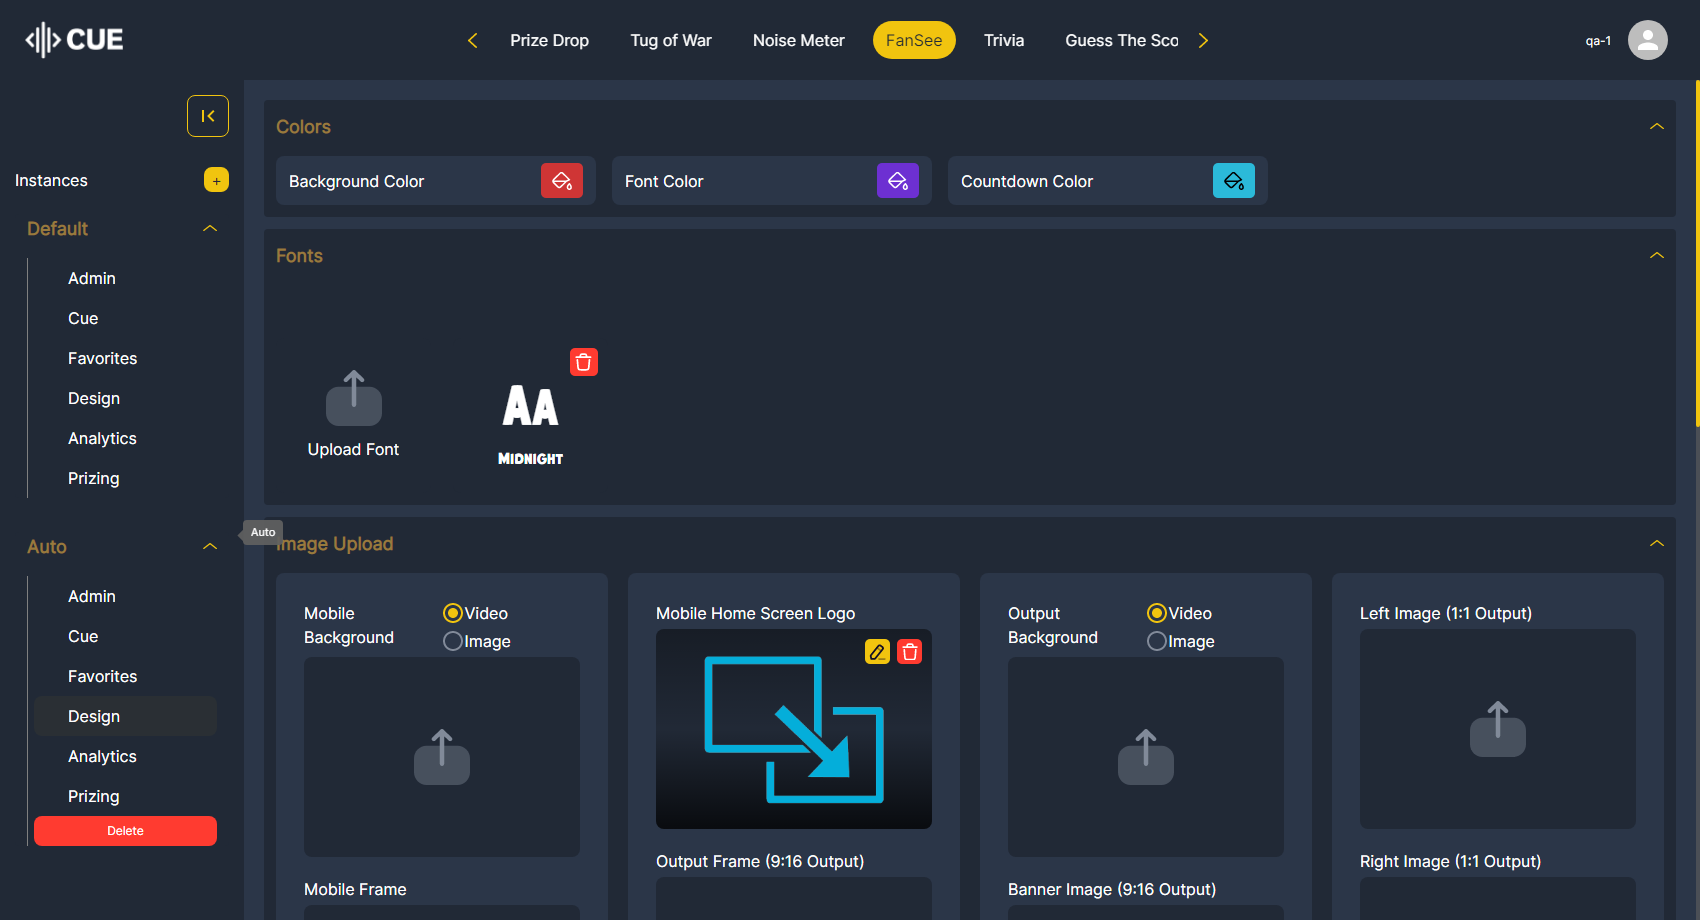 CUE
Prize Drop
Tug of War
Noise Meter
FanSee
Trivia
Guess The Sco
qa-1
Instances
+
Default
Admin
Cue
Favorites
Design
Analytics
Prizing
Auto
Admin
Cue
Favorites
Design
Analytics
Prizing
Delete
Auto
Colors
Background Color
Font Color
Countdown Color
Fonts
Upload Font
AA
MIDNIGHT
Image Upload
Mobile
Background
Video
Image
Mobile Frame
Mobile Home Screen Logo
Output Frame (9:16 Output)
Output
Background
Video
Image
Banner Image (9:16 Output)
Left Image (1:1 Output)
Right Image (1:1 Output)